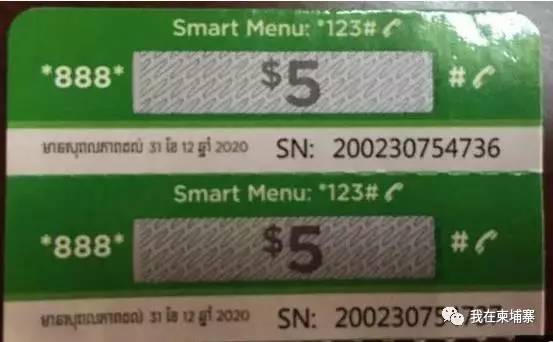 Smart Menu: *123#
*888* $5 #
មានសុពលភាពដល់ 31 ខែ 12 ឆ្នាំ 2020 SN: 200230754736
Smart Menu: *123#
*888* $5 #
មានសុពលភាពដល់ 31 ខែ 12 ឆ្នាំ 2020 SN: 
我在柬埔寨